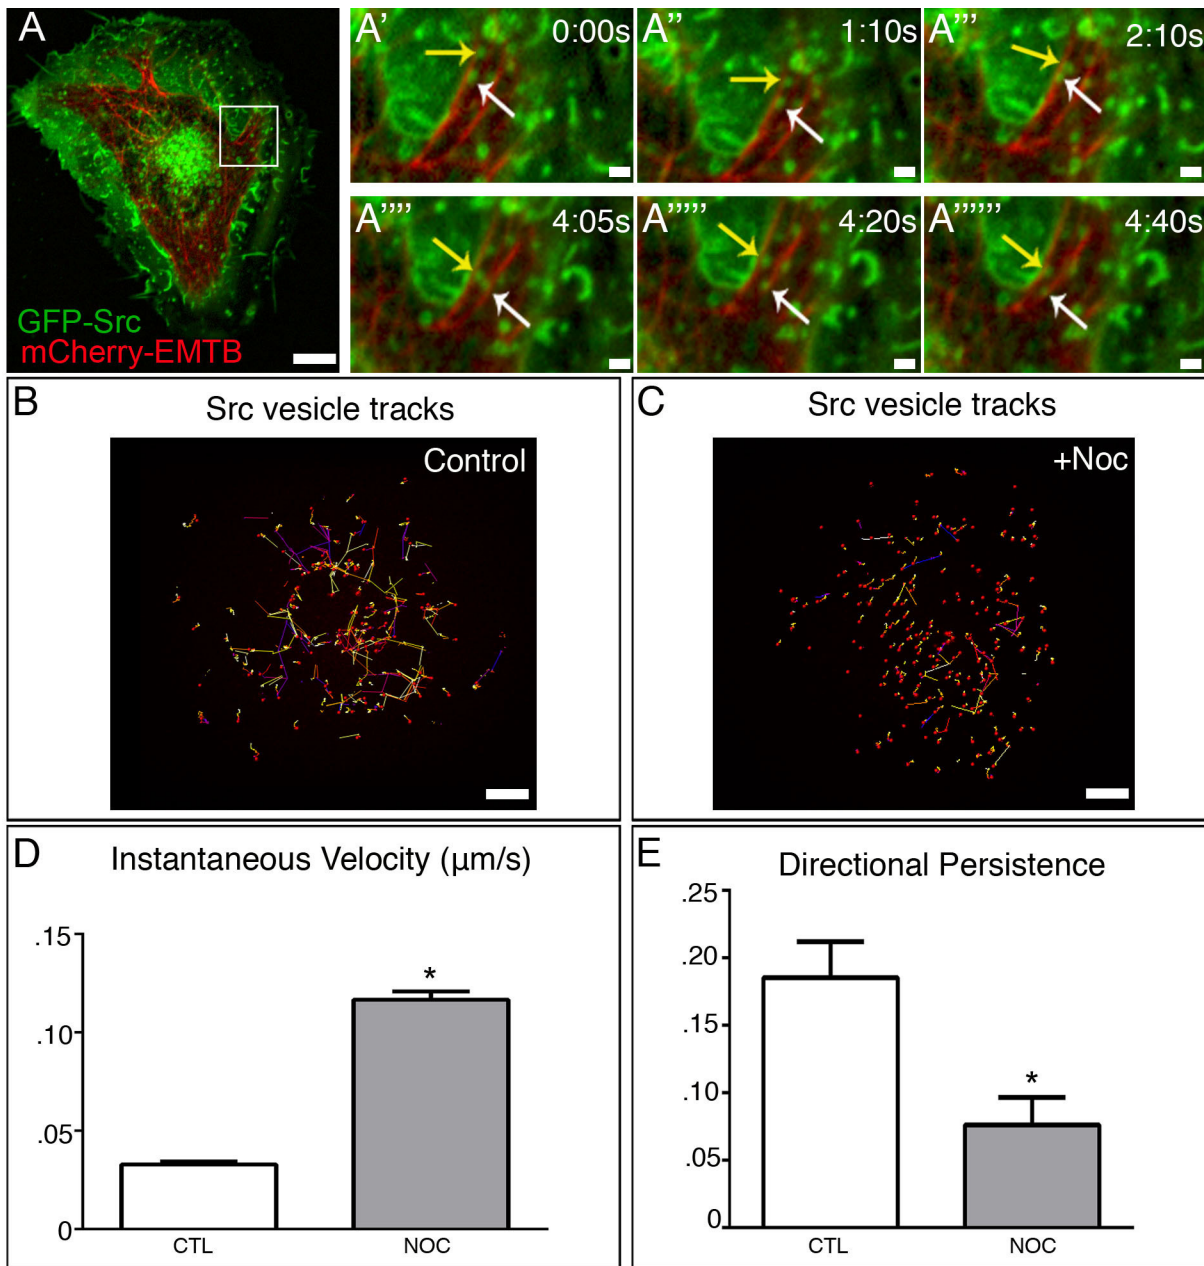 A
GFP-Src
mCherry-EMTB
A' 0:00s
A'' 1:10s
A''' 2:10s
A'''' 4:05s
A''''' 4:20s
A'''''' 4:40s
B
Src vesicle tracks
Control
C
Src vesicle tracks
+Noc
D
Instantaneous Velocity (µm/s)
.15
.10
.05
0
*
CTL NOC
E
Directional Persistence
.25
.20
.15
.10
.05
0
*
CTL NOC